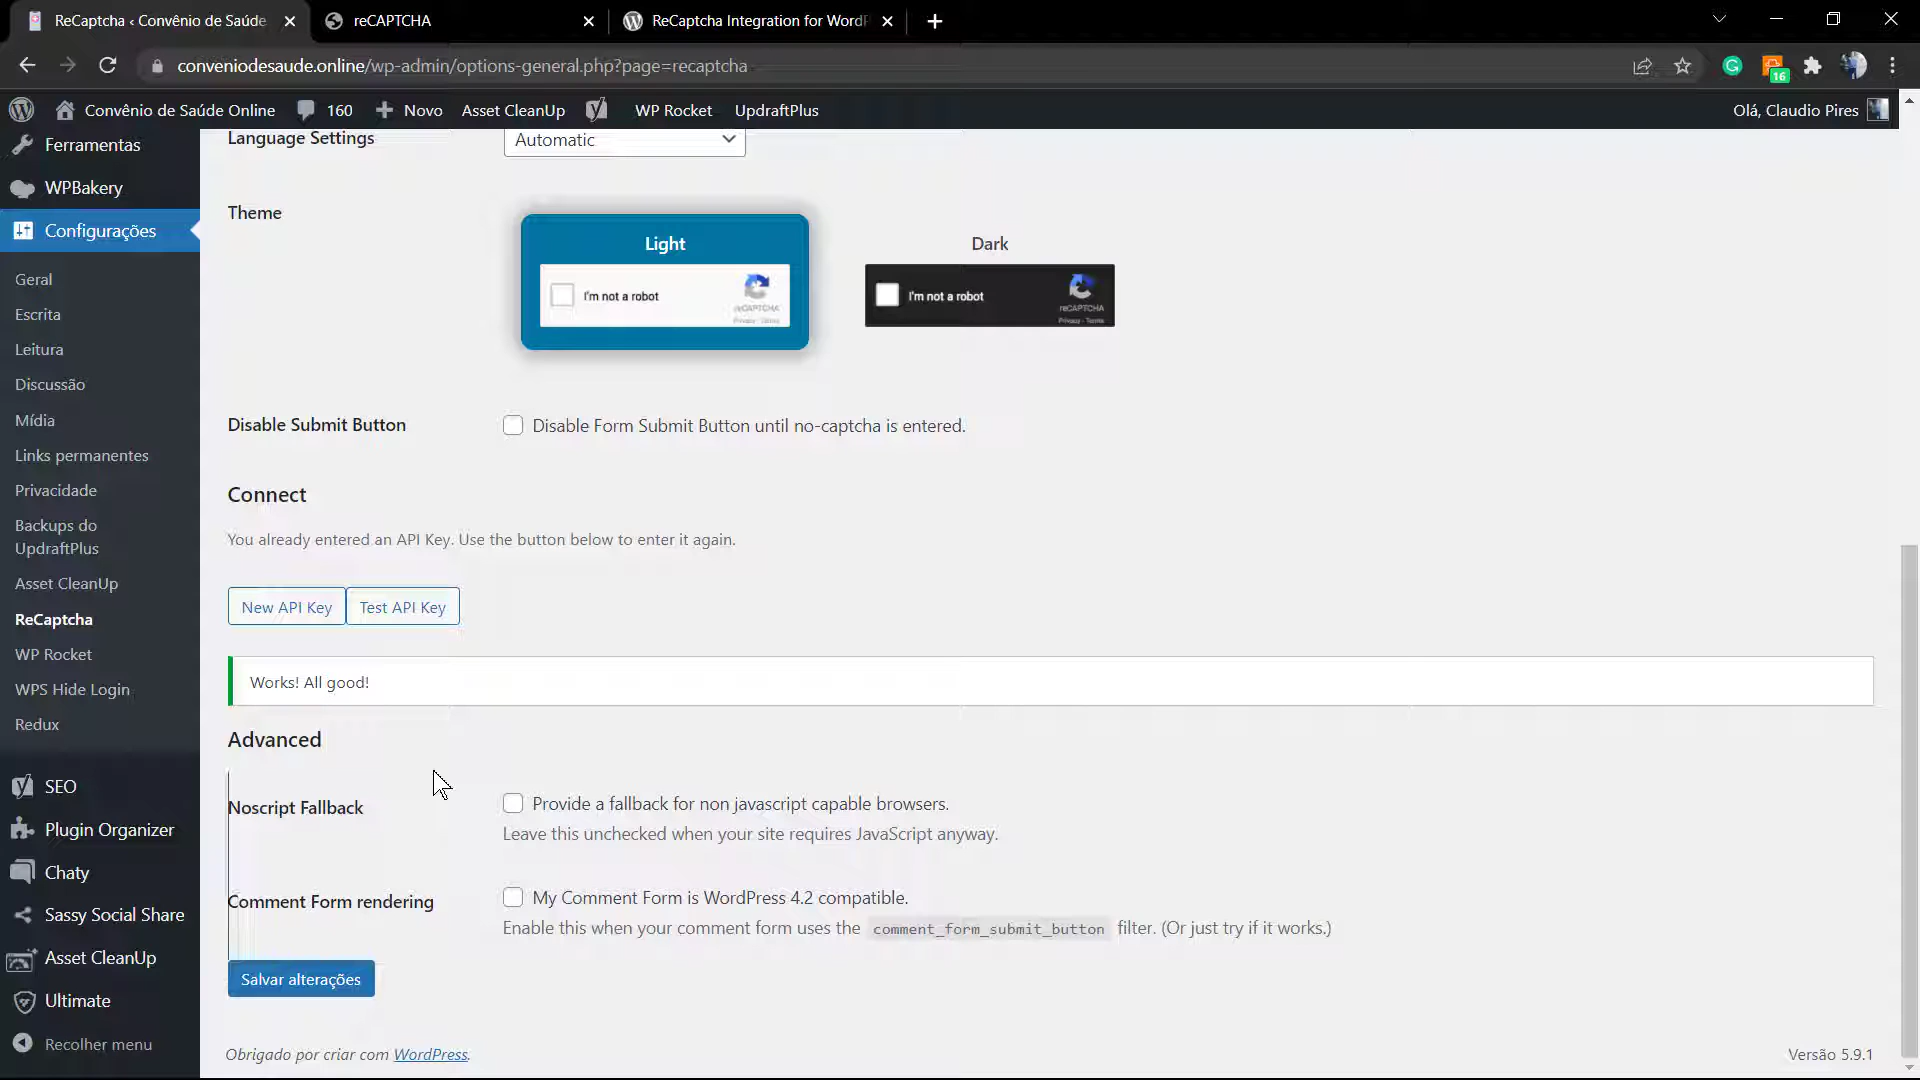 ReCaptcha ‹ Convênio de Saúde
reCAPTCHA
ReCaptcha Integration for WordP
conveniodesaude.online/wp-admin/options-general.php?page=recaptcha
16
Convênio de Saúde Online
160
Novo
Asset CleanUp
WP Rocket
UpdraftPlus
Olá, Claudio Pires
Ferramentas
WPBakery
Configurações
Geral
Escrita
Leitura
Discussão
Mídia
Links permanentes
Privacidade
Backups do
UpdraftPlus
Asset CleanUp
ReCaptcha
WP Rocket
WPS Hide Login
Redux
SEO
Plugin Organizer
Chaty
Sassy Social Share
Asset CleanUp
Ultimate
Recolher menu
Language Settings
Automatic
Theme
Light
I'm not a robot
reCAPTCHA
Privacy - Terms
Dark
I'm not a robot
reCAPTCHA
Privacy - Terms
Disable Submit Button
Disable Form Submit Button until no-captcha is entered.
Connect
You already entered an API Key. Use the button below to enter it again.
New API Key
Test API Key
Works! All good!
Advanced
Noscript Fallback
Provide a fallback for non javascript capable browsers.
Leave this unchecked when your site requires JavaScript anyway.
Comment Form rendering
My Comment Form is WordPress 4.2 compatible.
Enable this when your comment form uses the comment_form_submit_button filter. (Or just try if it works.)
Salvar alterações
Obrigado por criar com WordPress.
Versão 5.9.1